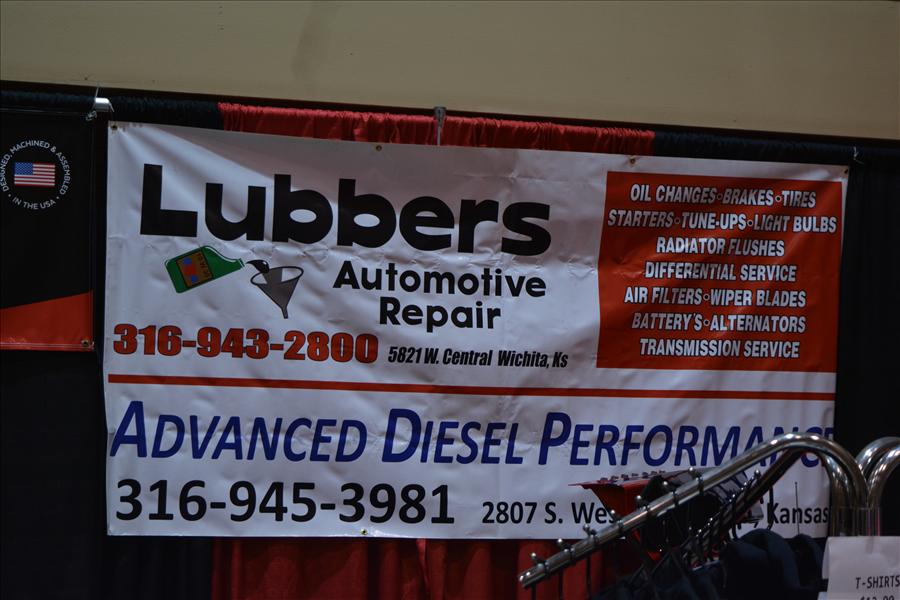 DESIGNED, MACHINED & ASSEMBLED
IN THE USA
Lubbers
Automotive
Repair
316-943-2800
5821 W. Central Wichita, Ks
OIL CHANGES•BRAKES•TIRES
STARTERS•TUNE-UPS•LIGHT BULBS
RADIATOR FLUSHES
DIFFERENTIAL SERVICE
AIR FILTERS•WIPER BLADES
BATTERY'S•ALTERNATORS
TRANSMISSION SERVICE
ADVANCED DIESEL PERFORMANCE
316-945-3981
2807 S. Kansas
T-SHIRTS